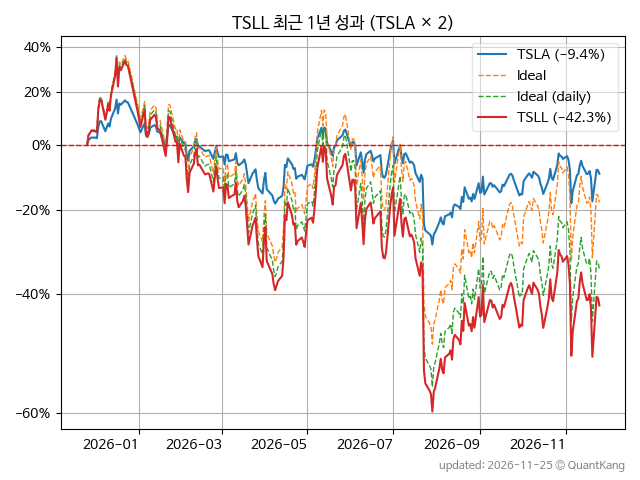 TSLL 최근 1년 성과 (TSLA × 2)
TSLA (−9.4%)
Ideal
Ideal (daily)
TSLL (−42.3%)
40%
20%
0%
−20%
−40%
−60%
2026−01
2026−03
2026−05
2026−07
2026−09
2026−11
updated: 2026−11−25 © QuantKang